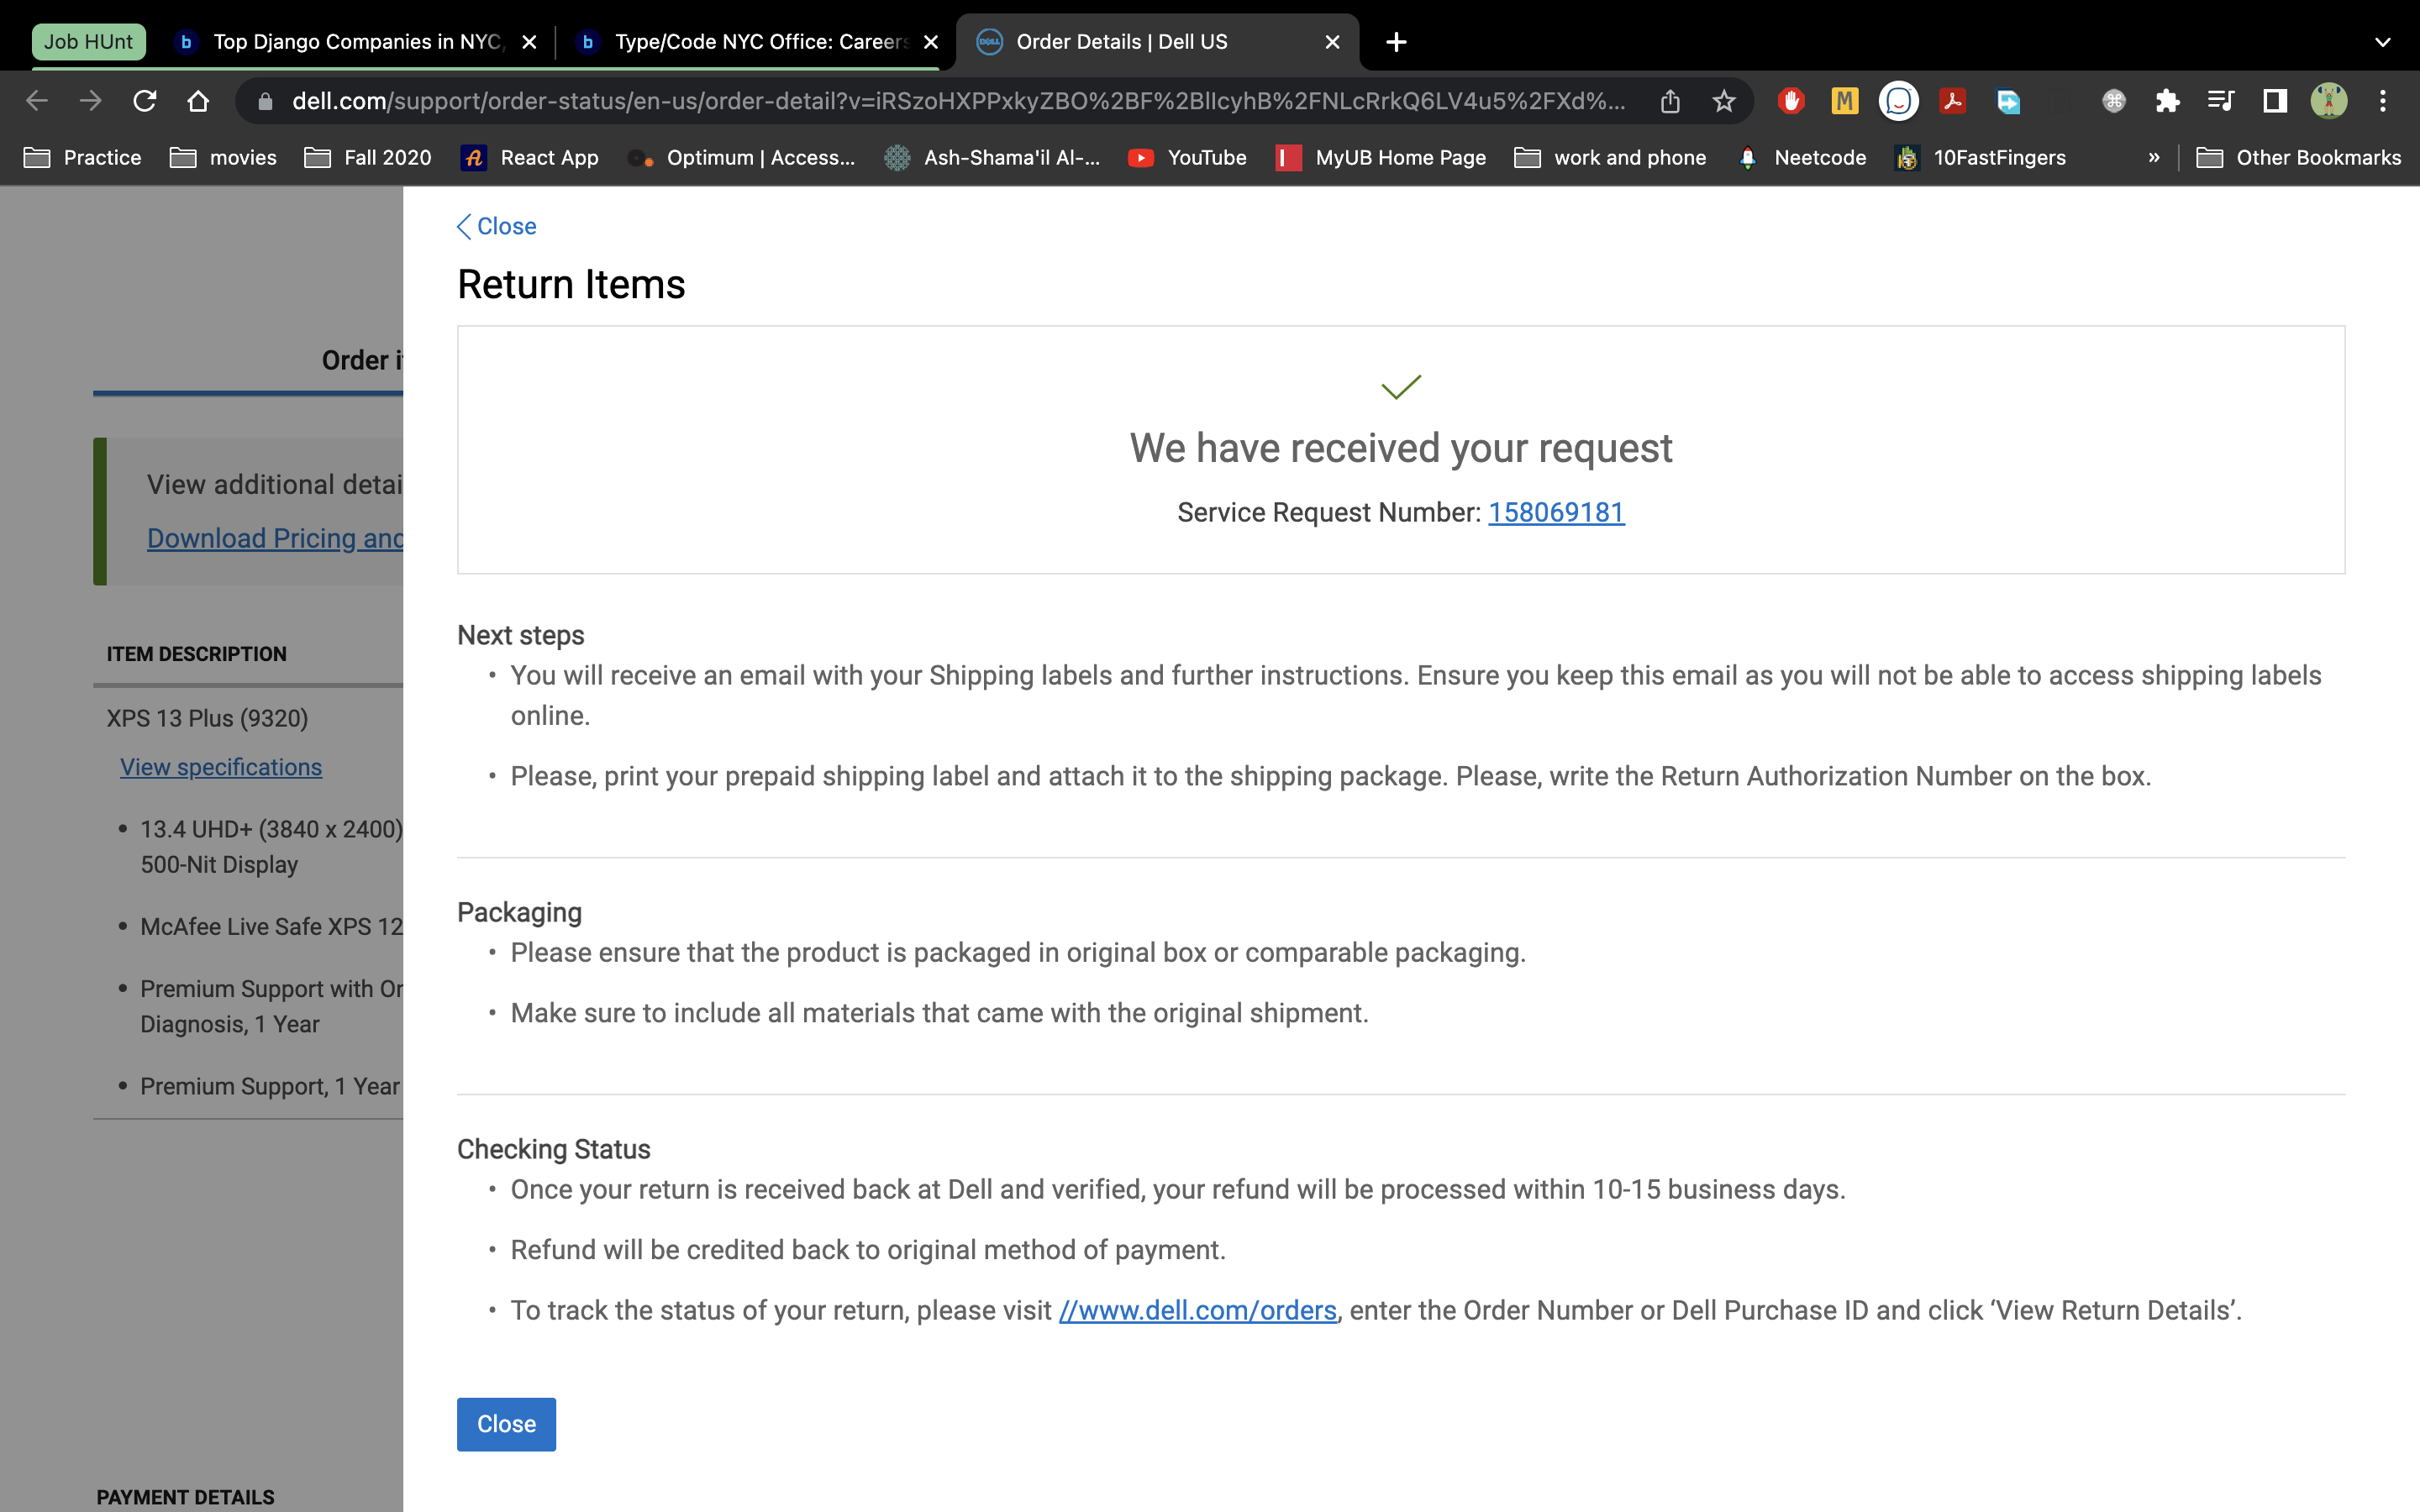 Job HUnt
Top Django Companies in NYC,
Type/Code NYC Office: Careers
Order Details | Dell US
dell.com/support/order-status/en-us/order-detail?v=iRSzoHXPPxkyZBO%2BF%2BlIcyhB%2FNLcRrkQ6LV4u5%2FXd%...
Practice
movies
Fall 2020
React App
Optimum | Access...
Ash-Shama'il Al-...
YouTube
MyUB Home Page
work and phone
Neetcode
10FastFingers
»
Other Bookmarks
Order i
View additional detai
Download Pricing and
ITEM DESCRIPTION
XPS 13 Plus (9320)
View specifications
• 13.4 UHD+ (3840 x 2400)
500-Nit Display
• McAfee Live Safe XPS 12
• Premium Support with Or
Diagnosis, 1 Year
• Premium Support, 1 Year
PAYMENT DETAILS
Close
Return Items
We have received your request
Service Request Number: 158069181
Next steps
• You will receive an email with your Shipping labels and further instructions. Ensure you keep this email as you will not be able to access shipping labels
online.
• Please, print your prepaid shipping label and attach it to the shipping package. Please, write the Return Authorization Number on the box.
Packaging
• Please ensure that the product is packaged in original box or comparable packaging.
• Make sure to include all materials that came with the original shipment.
Checking Status
• Once your return is received back at Dell and verified, your refund will be processed within 10-15 business days.
• Refund will be credited back to original method of payment.
• To track the status of your return, please visit //www.dell.com/orders, enter the Order Number or Dell Purchase ID and click ‘View Return Details’.
Close